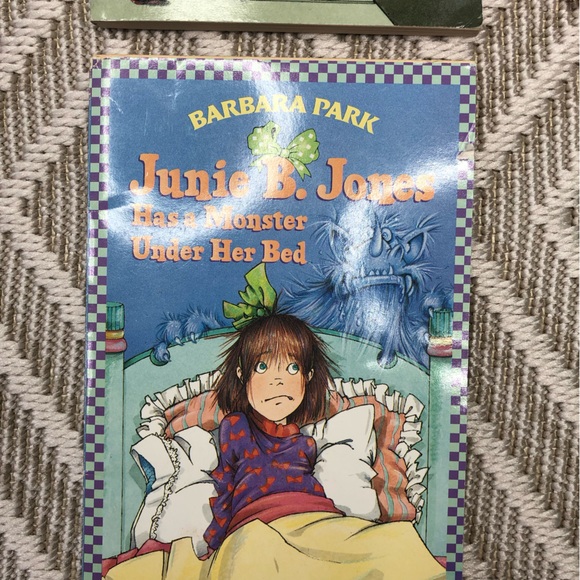 BARBARA PARK
Junie B. Jones
Has a Monster
Under Her Bed